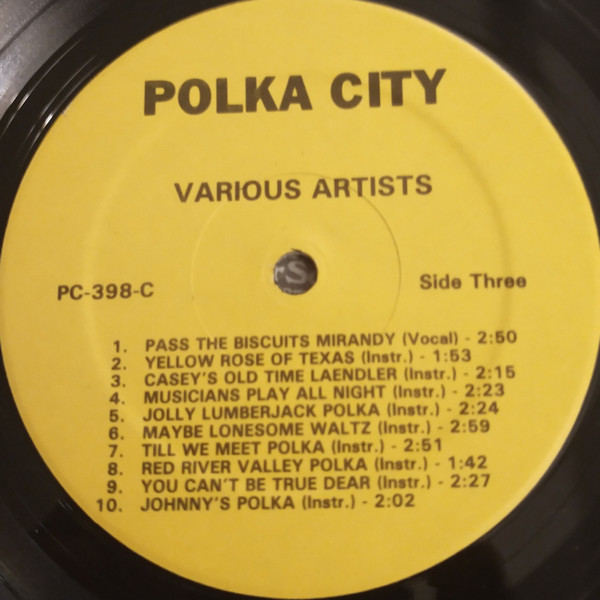 POLKA CITY
VARIOUS ARTISTS
PC-398-C
Side Three
1. PASS THE BISCUITS MIRANDY (Vocal) - 2:50
2. YELLOW ROSE OF TEXAS (Instr.) - 1:53
3. CASEY'S OLD TIME LAENDLER (Instr.) - 2:15
4. MUSICIANS PLAY ALL NIGHT (Instr.) - 2:23
5. JOLLY LUMBERJACK POLKA (Instr.) - 2:24
6. MAYBE LONESOME WALTZ (Instr.) - 2:59
7. TILL WE MEET POLKA (Instr.) - 2:51
8. RED RIVER VALLEY POLKA (Instr.) - 1:42
9. YOU CAN'T BE TRUE DEAR (Instr.) - 2:27
10. JOHNNY'S POLKA (Instr.) - 2:02